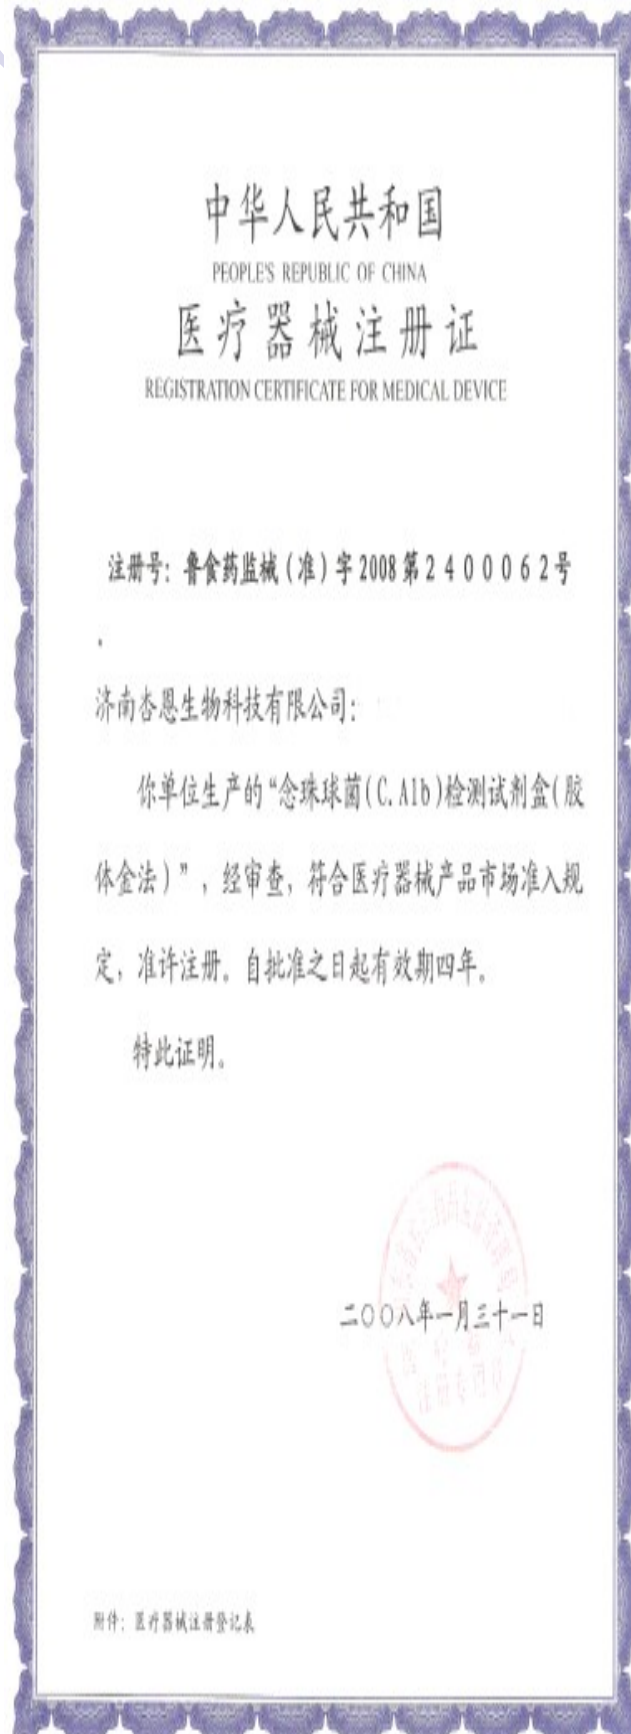 中华人民共和国
PEOPLE'S REPUBLIC OF CHINA
医疗器械注册证
REGISTRATION CERTIFICATE FOR MEDICAL DEVICE
注册号：鲁食药监械（准）字2008第2400062号
济南杏恩生物科技有限公司：
你单位生产的“念珠球菌(C.Alb)检测试剂盒(胶
体金法)”，经审查，符合医疗器械产品市场准入规
定，准许注册。自批准之日起有效期四年。
特此证明。
二〇〇八年一月三十一日
注册专用章
附件：医疗器械注册登记表